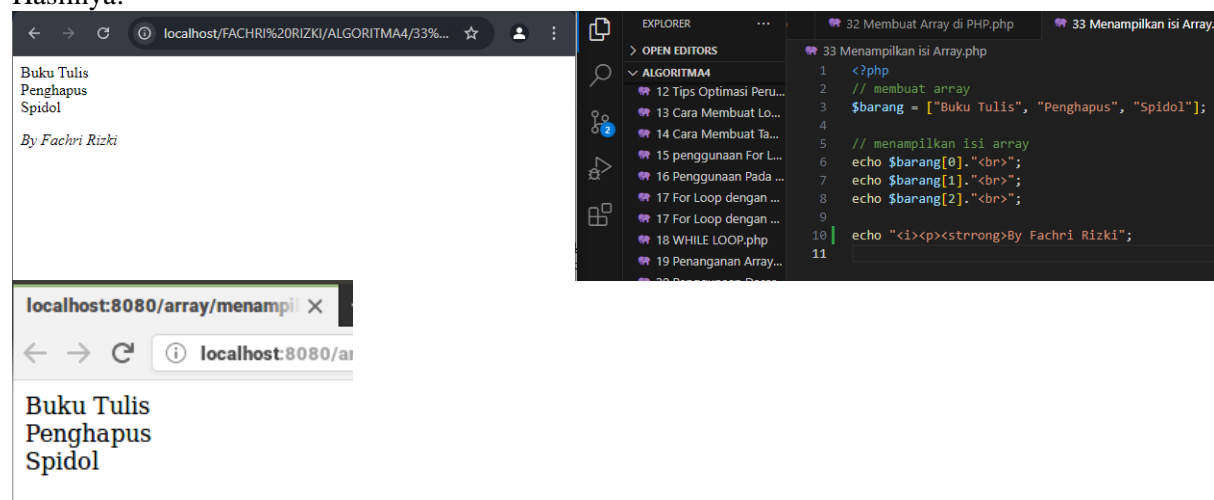 Hasilnya:
localhost/FACHRI%20RIZKI/ALGORITMA4/33%...
Buku Tulis
Penghapus
Spidol
By Fachri Rizki
EXPLORER ...
> OPEN EDITORS
ALGORITMA4
12 Tips Optimasi Peru...
13 Cara Membuat Lo...
14 Cara Membuat Ta...
15 penggunaan For L...
16 Penggunaan Pada ...
17 For Loop dengan ...
17 For Loop dengan ...
18 WHILE LOOP.php
19 Penanganan Array...
2
32 Membuat Array di PHP.php
33 Menampilkan isi Array.
33 Menampilkan isi Array.php
1 <?php
2 // membuat array
3 $barang = ["Buku Tulis", "Penghapus", "Spidol"];
4
5 // menampilkan isi array
6 echo $barang[0]."<br>";
7 echo $barang[1]."<br>";
8 echo $barang[2]."<br>";
9
10 echo "<i><p><strrong>By Fachri Rizki";
11
localhost:8080/array/menampil
localhost:8080/ar
Buku Tulis
Penghapus
Spidol